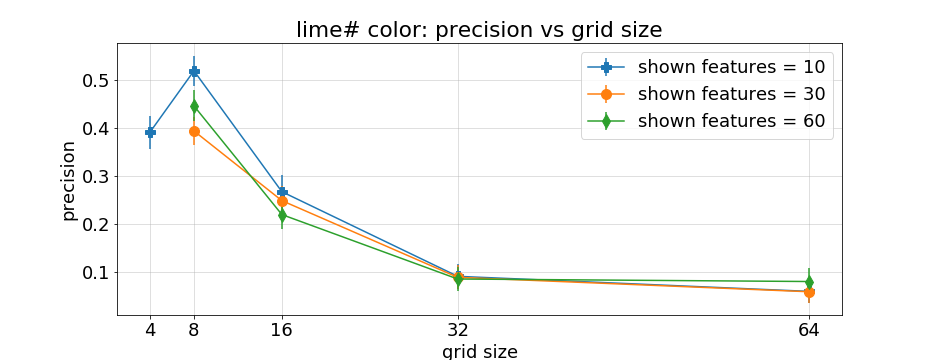 lime# color: precision vs grid size
shown features = 10
shown features = 30
shown features = 60
precision
0.5
0.4
0.3
0.2
0.1
4 8 16 32 64
grid size